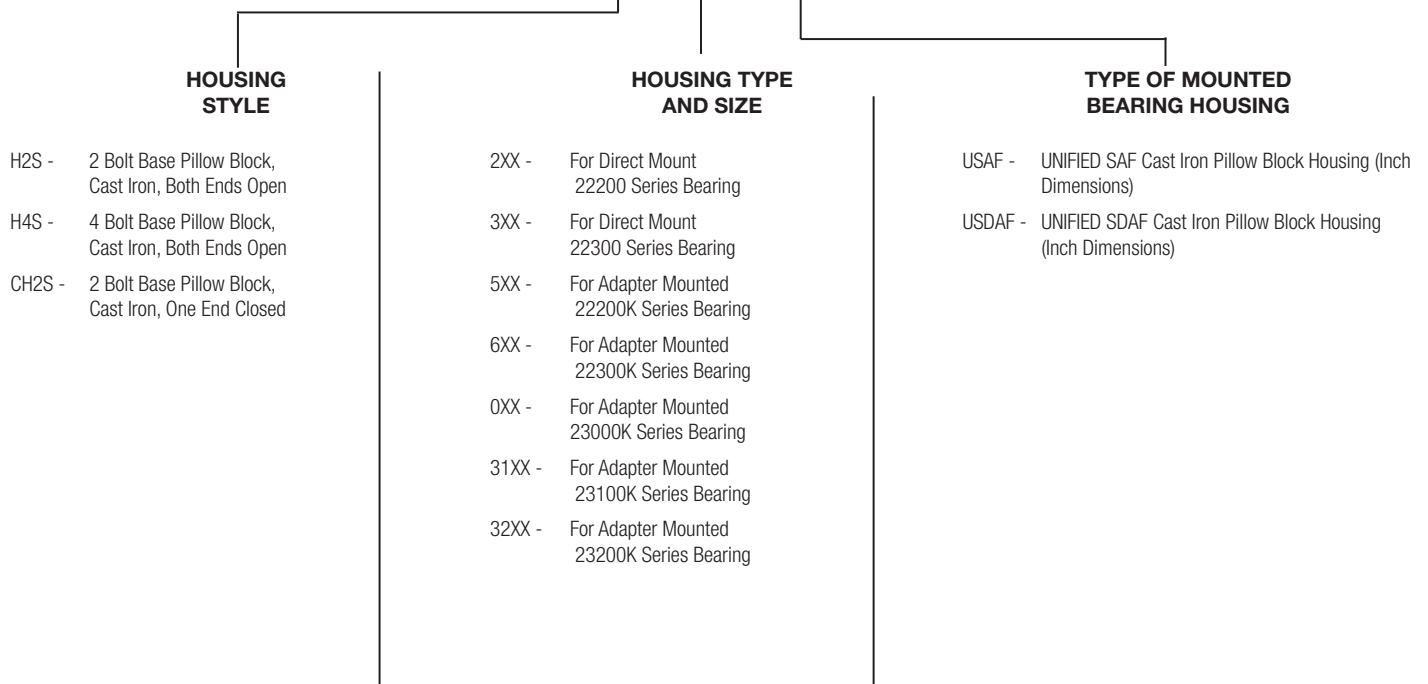 HOUSING
STYLE
H2S - 2 Bolt Base Pillow Block,
Cast Iron, Both Ends Open
H4S - 4 Bolt Base Pillow Block,
Cast Iron, Both Ends Open
CH2S - 2 Bolt Base Pillow Block,
Cast Iron, One End Closed
HOUSING TYPE
AND SIZE
2XX - For Direct Mount
22200 Series Bearing
3XX - For Direct Mount
22300 Series Bearing
5XX - For Adapter Mounted
22200K Series Bearing
6XX - For Adapter Mounted
22300K Series Bearing
0XX - For Adapter Mounted
23000K Series Bearing
31XX - For Adapter Mounted
23100K Series Bearing
32XX - For Adapter Mounted
23200K Series Bearing
TYPE OF MOUNTED
BEARING HOUSING
USAF - UNIFIED SAF Cast Iron Pillow Block Housing (Inch
Dimensions)
USDAF - UNIFIED SDAF Cast Iron Pillow Block Housing
(Inch Dimensions)